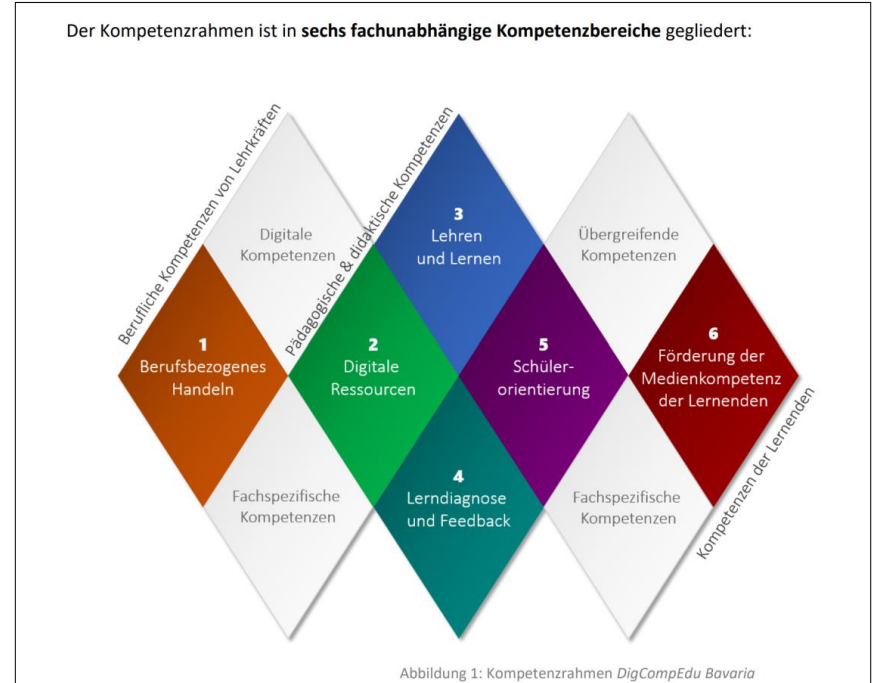 Der Kompetenzrahmen ist in sechs fachunabhängige Kompetenzbereiche gegliedert:
Berufliche Kompetenzen von Lehrkräften
Digitale
Kompetenzen
Pädagogische & didaktische Kompetenzen
3
Lehren
und Lernen
Übergreifende
Kompetenzen
1
Berufsbezogenes
Handeln
2
Digitale
Ressourcen
5
Schüler-
orientierung
6
Förderung der
Medienkompetenz
der Lernenden
Fachspezifische
Kompetenzen
4
Lerndiagnose
und Feedback
Fachspezifische
Kompetenzen
Kompetenzen der Lernenden
Abbildung 1: Kompetenzrahmen DigCompEdu Bavaria